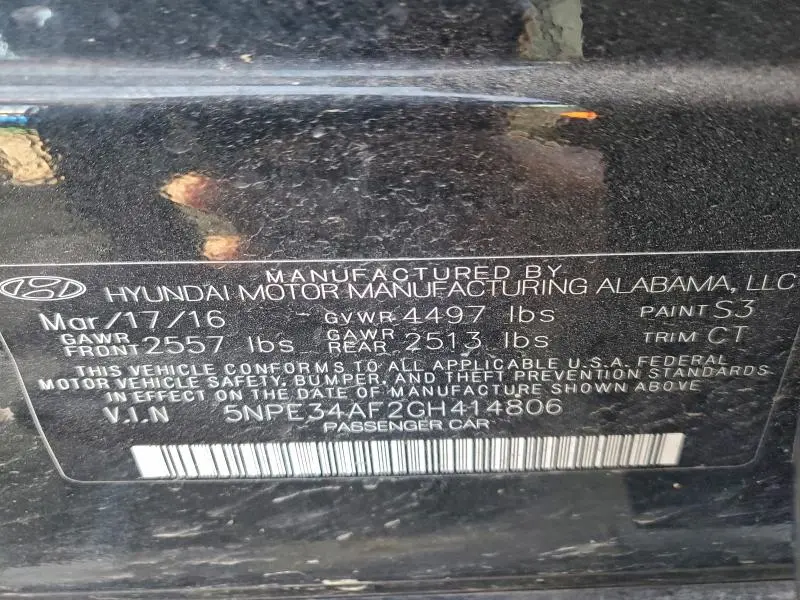 MANUFACTURED BY
HYUNDAI MOTOR MANUFACTURING ALABAMA, LLC
Mar/17/16 GVWR 4497 lbs PAINT S3
GAWR FRONT 2557 lbs GAWR REAR 2513 lbs TRIM CT
THIS VEHICLE CONFORMS TO ALL APPLICABLE U.S.A. FEDERAL
MOTOR VEHICLE SAFETY, BUMPER, AND THEFT PREVENTION STANDARDS
IN EFFECT ON THE DATE OF MANUFACTURE SHOWN ABOVE
V.I.N 5NPE34AF2GH414806
PASSENGER CAR